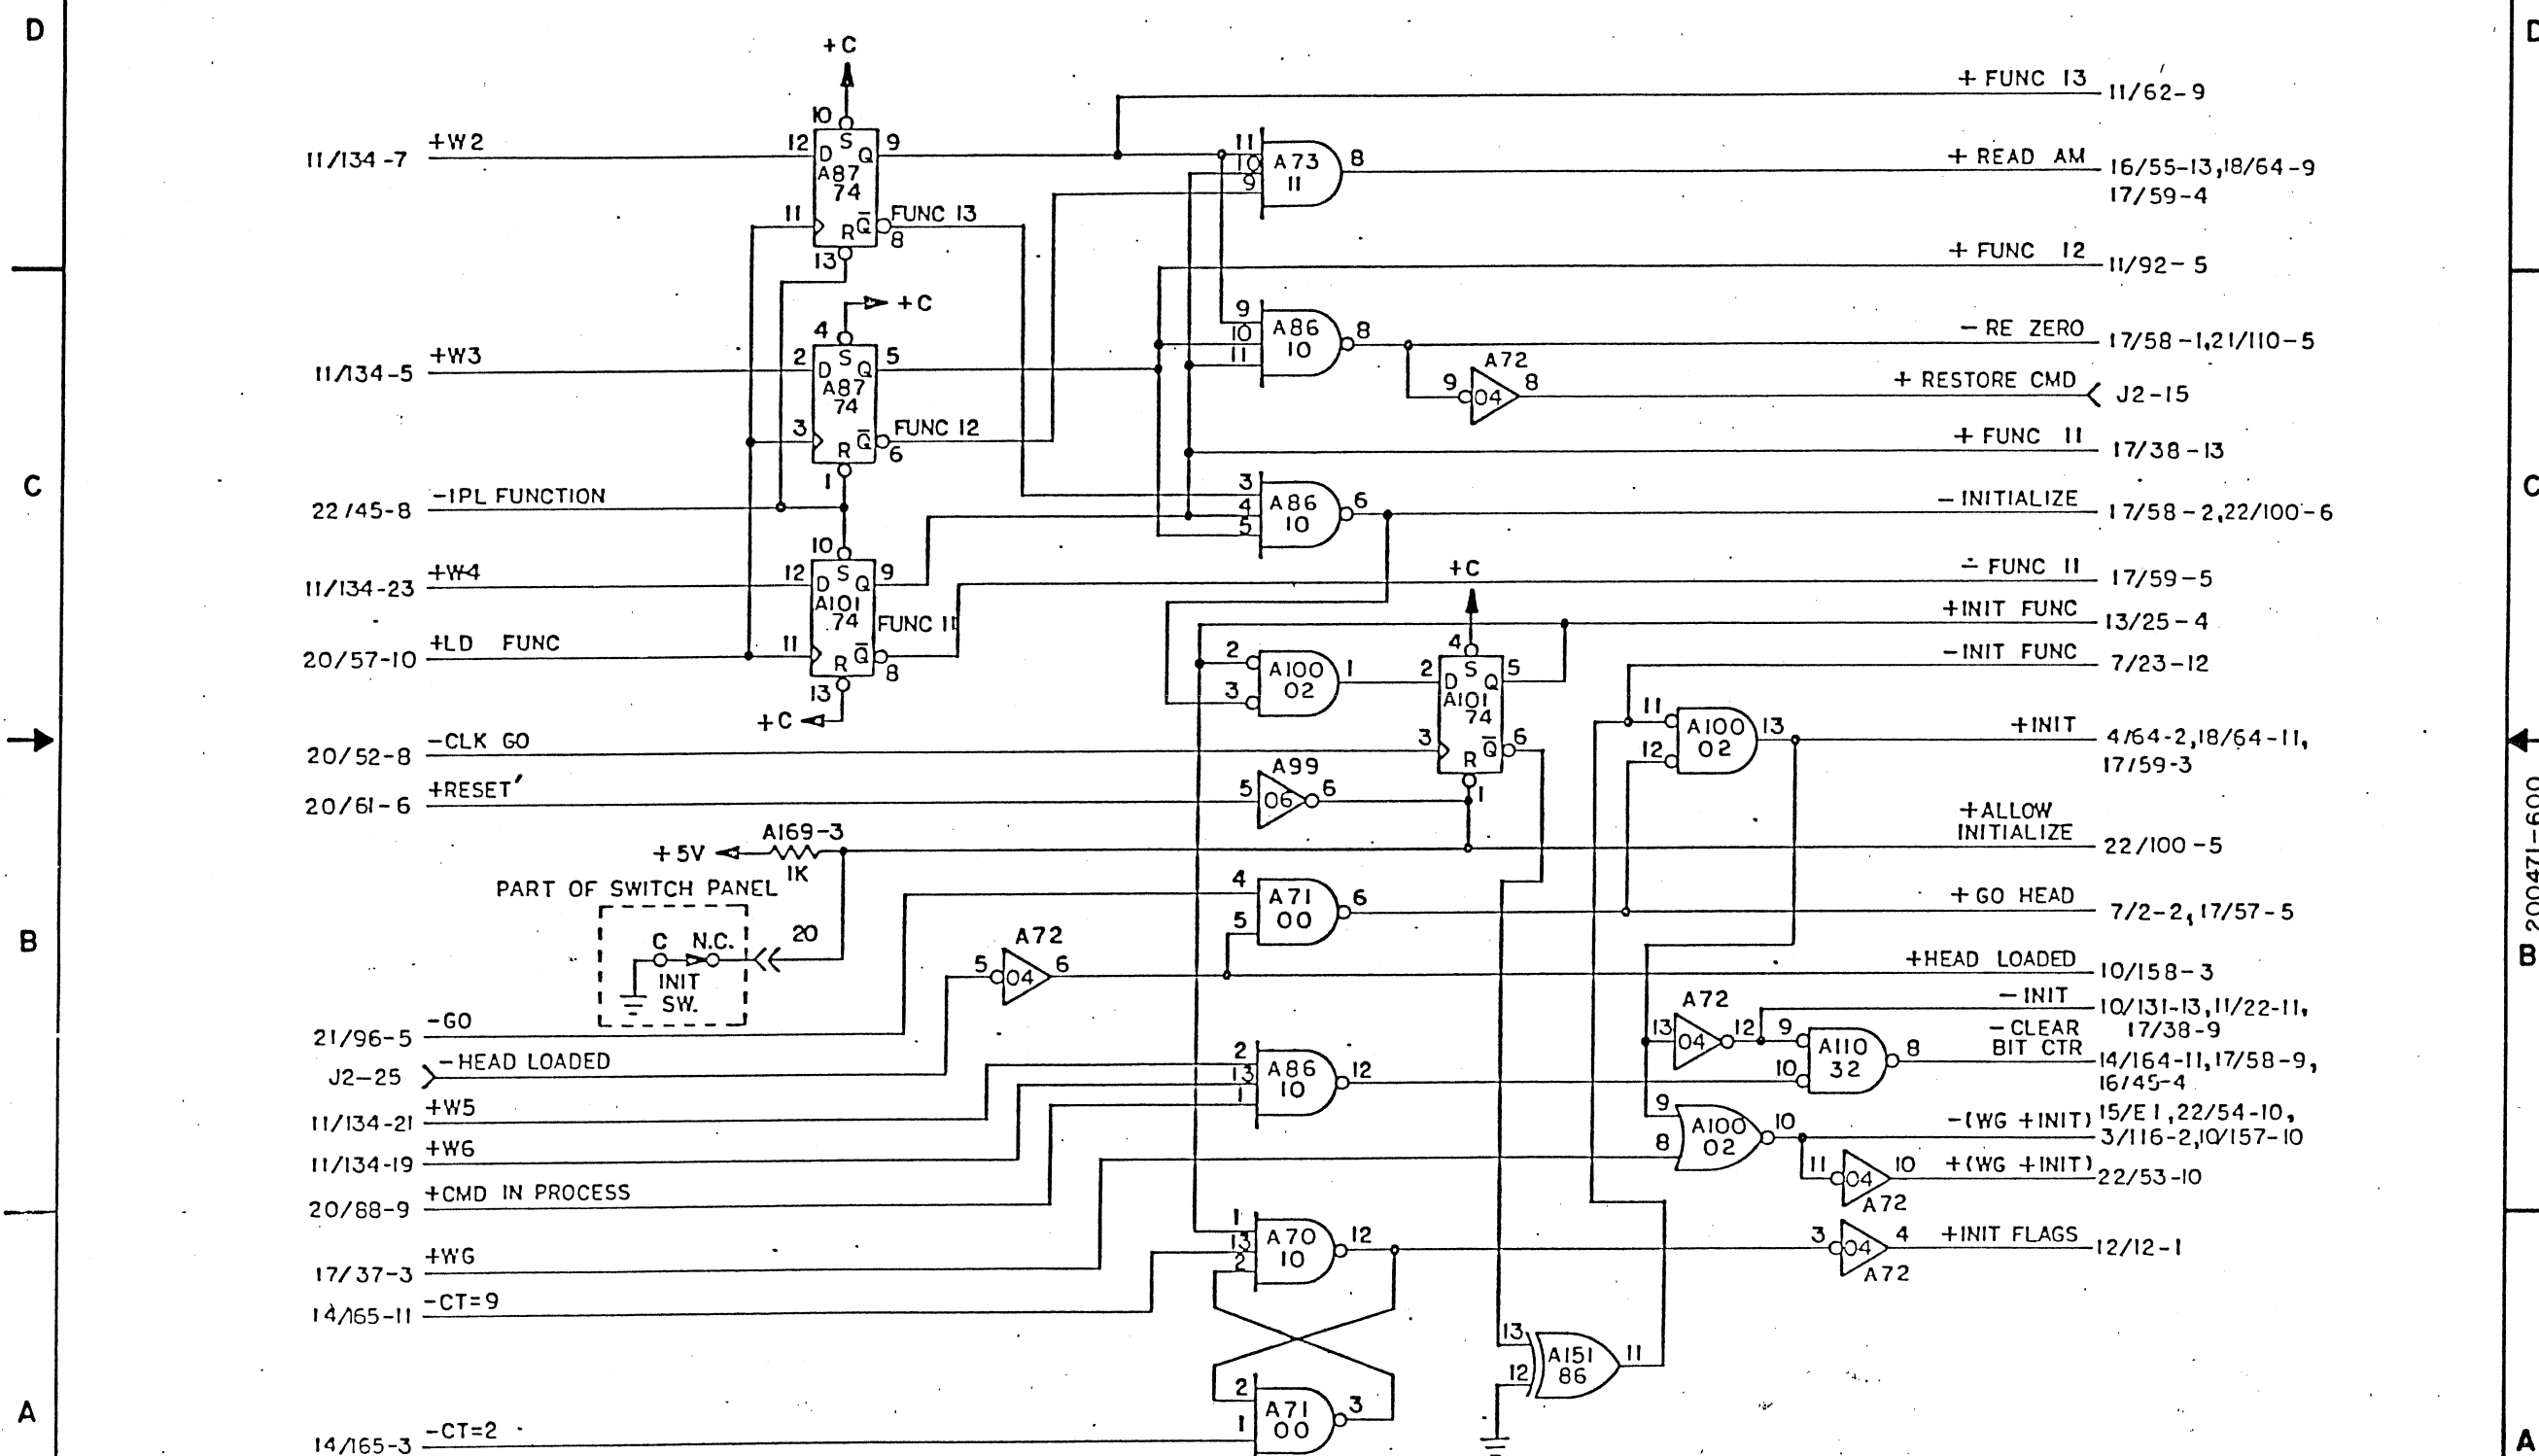 D
D
+C
+ FUNC 13
11/62-9
10
+W2
12
S
9
11
11/134-7
D
Q
10
A73
8
+ READ AM
16/55-13,18/64-9
A87
9
11
17/59-4
74
11
FUNC 13
R
Q
8
13
+ FUNC 12
11/92-5
+C
4
9
A86
8
- RE ZERO
17/58-1,21/110-5
+W3
2
S
5
10
10
11/134-5
D
Q
11
A72
A87
9
04
8
+ RESTORE CMD
J2-15
74
3
FUNC 12
+ FUNC 11
17/38-13
R
Q
6
1
C
C
-IPL FUNCTION
3
A86
6
- INITIALIZE
17/58-2,22/100-6
22/45-8
4
10
5
10
+W4
12
S
9
+C
- FUNC 11
17/59-5
11/134-23
D
Q
A101
74
FUNC 11
+INIT FUNC
13/25-4
+LD FUNC
11
4
20/57-10
R
Q
8
2
A100
1
2
S
5
-INIT FUNC
7/23-12
13
3
02
D
Q
+C
A101
11
A100
13
+INIT
4/64-2,18/64-11,
74
12
02
17/59-3
-CLK GO
3
Q
6
20/52-8
R
A99
+RESET'
5
06
6
1
20/61-6
200471-600
+ALLOW
INITIALIZE
22/100-5
A169-3
+5V
1K
PART OF SWITCH PANEL
4
A71
6
+ GO HEAD
7/2-2,17/57-5
5
00
B
B
C
N.C.
20
A72
INIT
SW.
5
04
6
+HEAD LOADED
10/158-3
A72
- INIT
10/131-13,11/22-11,
17/38-9
-GO
13
04
12
9
A110
8
- CLEAR
BIT CTR
14/164-11,17/58-9,
16/45-4
21/96-5
10
32
-HEAD LOADED
2
A86
12
J2-25
13
10
1
+W5
9
A100
10
-(WG +INIT)
15/E1,22/54-10,
3/116-2,10/157-10
11/134-21
8
02
+W6
11
04
10
+(WG +INIT)
22/53-10
11/134-19
A72
+CMD IN PROCESS
20/88-9
1
A70
12
3
04
4
+INIT FLAGS
12/12-1
+WG
13
10
A72
17/37-3
2
-CT=9
14/165-11
13
A151
11
12
86
A
A
2
A71
3
-CT=2
1
00
14/165-3